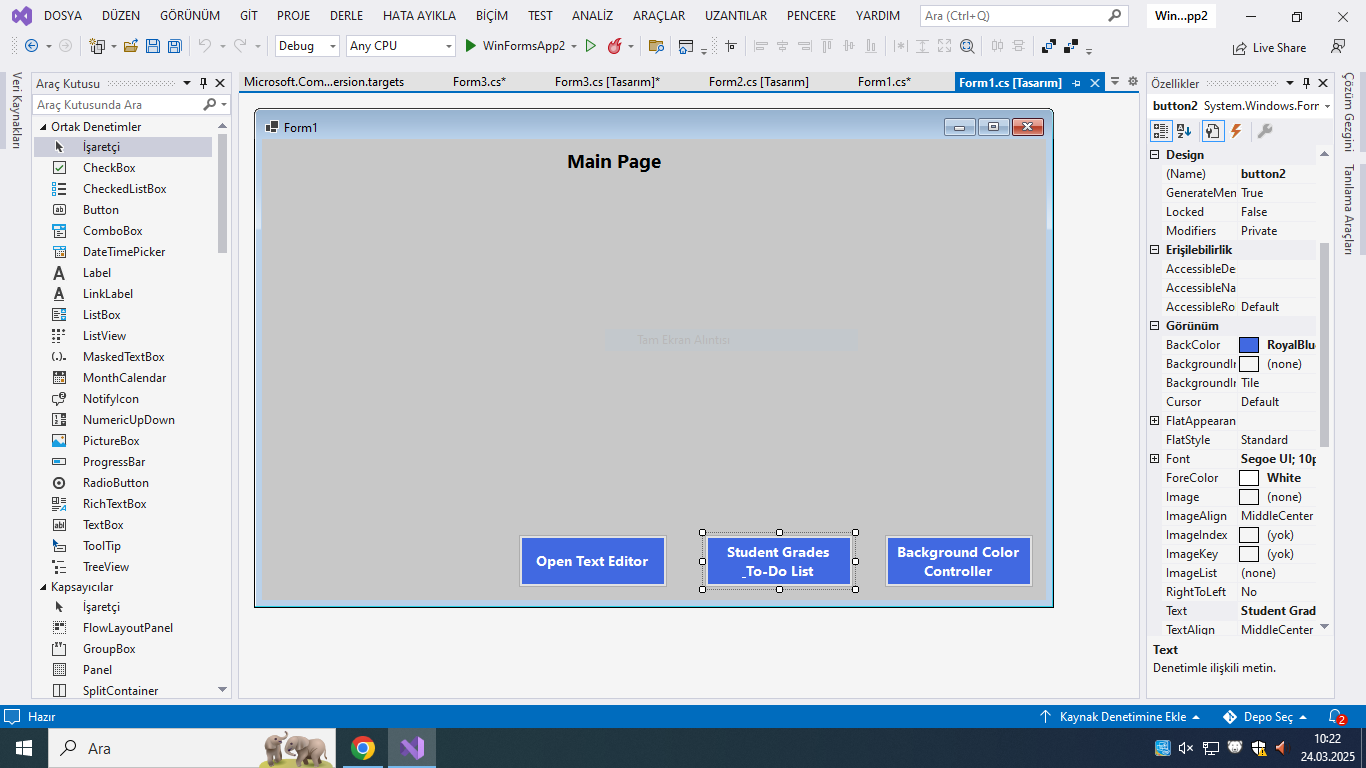 DOSYA DÜZEN GÖRÜNÜM GİT PROJE DERLE HATA AYIKLA BİÇİM TEST ANALİZ ARAÇLAR UZANTILAR PENCERE YARDIM Ara (Ctrl+Q) Win...pp2
Debug Any CPU WinFormsApp2 Live Share
Veri Kaynakları
Araç Kutusu
Araç Kutusunda Ara
Ortak Denetimler
İşaretçi
CheckBox
CheckedListBox
Button
ComboBox
DateTimePicker
Label
LinkLabel
ListBox
ListView
MaskedTextBox
MonthCalendar
NotifyIcon
NumericUpDown
PictureBox
ProgressBar
RadioButton
RichTextBox
TextBox
ToolTip
TreeView
Kapsayıcılar
İşaretçi
FlowLayoutPanel
GroupBox
Panel
SplitContainer
Microsoft.Com...ersion.targets Form3.cs* Form3.cs [Tasarım]* Form2.cs [Tasarım] Form1.cs* Form1.cs [Tasarım]
Form1
Main Page
Tam Ekran Alıntısı
Open Text Editor
Student Grades
_To-Do List
Background Color
Controller
Özellikler
button2 System.Windows.Forr
Design
(Name) button2
GenerateMen True
Locked False
Modifiers Private
Erişilebilirlik
AccessibleDe
AccessibleNa
AccessibleRo Default
Görünüm
BackColor RoyalBlu
BackgroundIr (none)
BackgroundIr Tile
Cursor Default
FlatAppearan
FlatStyle Standard
Font Segoe UI; 10p
ForeColor White
Image (none)
ImageAlign MiddleCenter
ImageIndex (yok)
ImageKey (yok)
ImageList (none)
RightToLeft No
Text Student Grad
TextAlign MiddleCenter
Text
Denetimle ilişkili metin.
Çözüm Gezgini
Tanılama Araçları
Hazır Kaynak Denetimine Ekle Depo Seç 2
Ara
10:22
24.03.2025